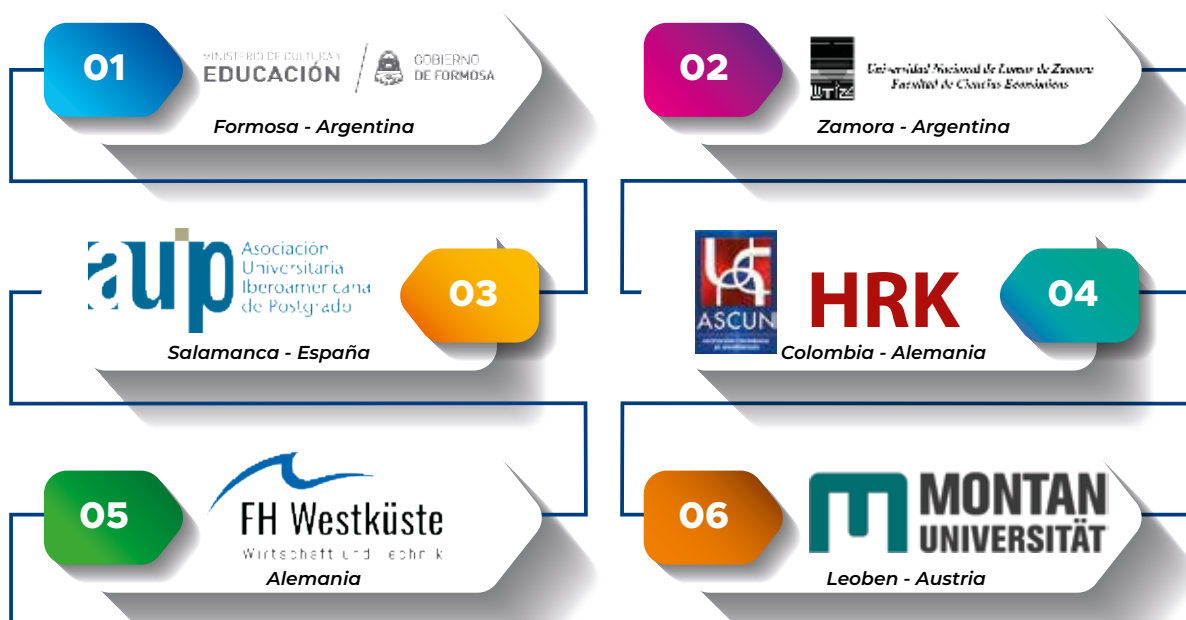 01
MINISTERIO DE CULTURA Y
EDUCACIÓN
GOBIERNO
DE FORMOSA
Formosa - Argentina
02
Universidad Nacional de Lomas de Zamora
Facultad de Ciencias Económicas
Zamora - Argentina
auip
Asociación
Universitaria
Iberoamericana
de Postgrado
03
Salamanca - España
ASCUN
HRK
04
Colombia - Alemania
05
FH Westküste
Wirtschaft und Technik
Alemania
06
MONTAN
UNIVERSITÄT
Leoben - Austria